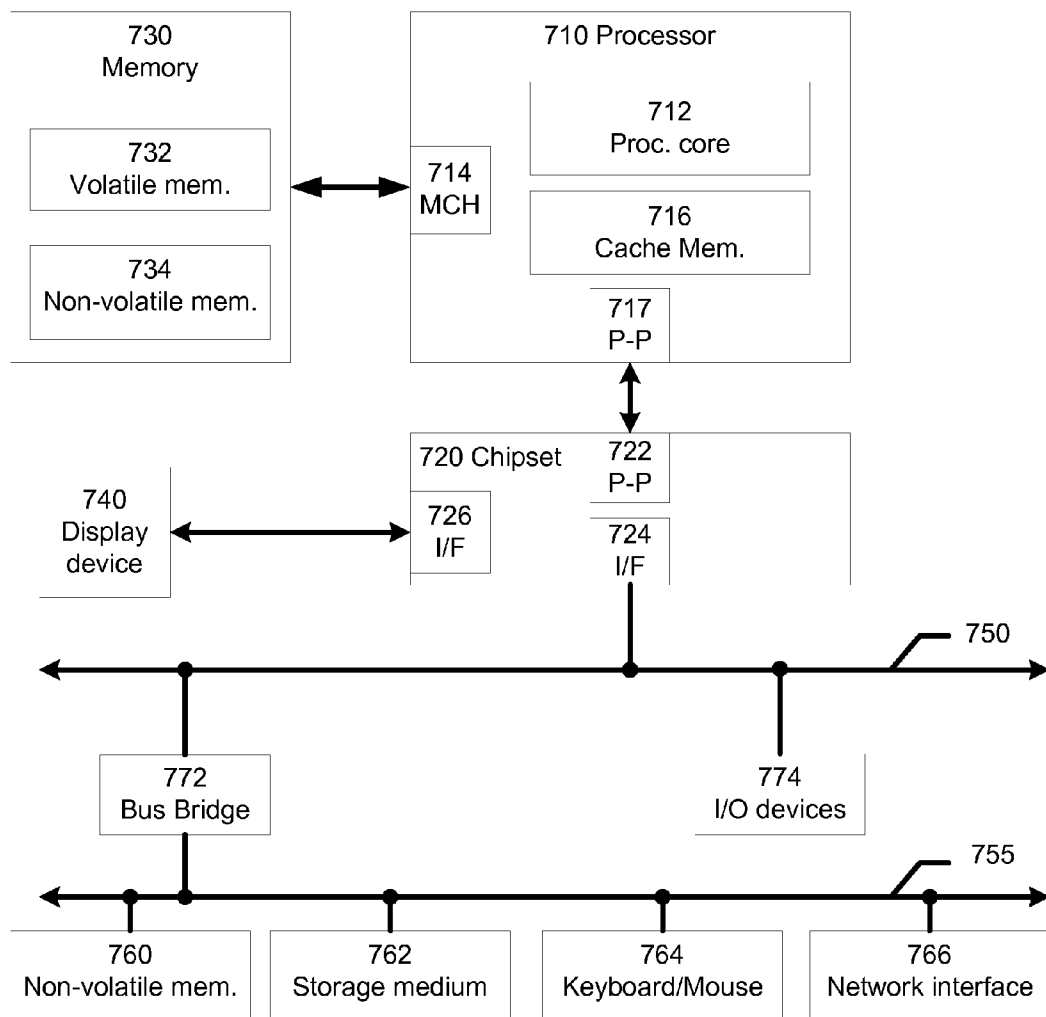 730
Memory
732
Volatile mem.
734
Non-volatile mem.
710 Processor
712
Proc. core
714
MCH
716
Cache Mem.
717
P-P
720 Chipset
722
P-P
726
I/F
724
I/F
740
Display
device
750
772
Bus Bridge
774
I/O devices
755
760
Non-volatile mem.
762
Storage medium
764
Keyboard/Mouse
766
Network interface